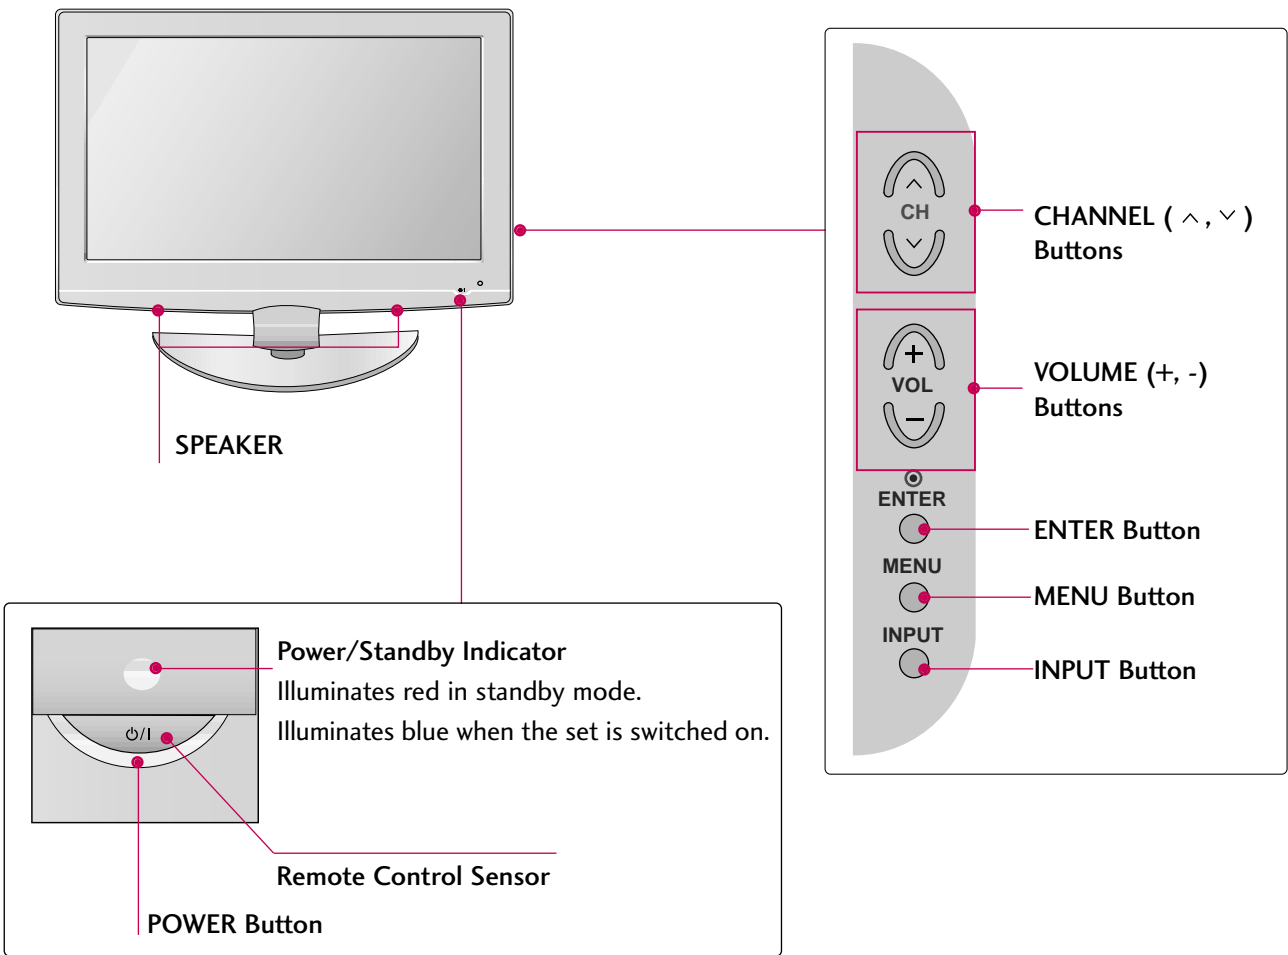 SPEAKER
CH
VOL
ENTER
MENU
INPUT
CHANNEL ( ^, ˅ )
Buttons
VOLUME (+, -)
Buttons
ENTER Button
MENU Button
INPUT Button
Power/Standby Indicator
Illuminates red in standby mode.
Illuminates blue when the set is switched on.
⏻/I
Remote Control Sensor
POWER Button